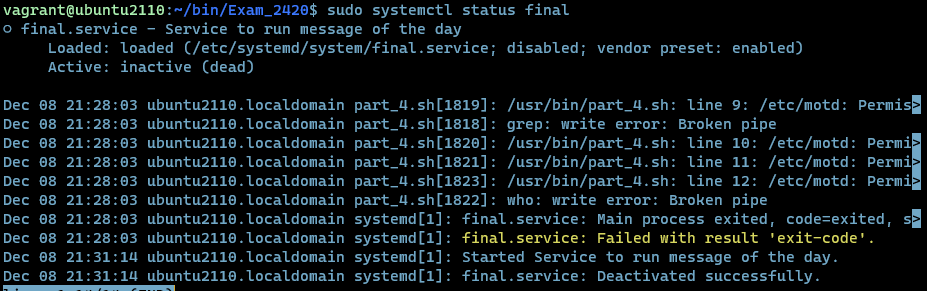 vagrant@ubuntu2110:~/bin/Exam_2420$ sudo systemctl status final
○ final.service - Service to run message of the day
Loaded: loaded (/etc/systemd/system/final.service; disabled; vendor preset: enabled)
Active: inactive (dead)
Dec 08 21:28:03 ubuntu2110.localdomain part_4.sh[1819]: /usr/bin/part_4.sh: line 9: /etc/motd: Permis>
Dec 08 21:28:03 ubuntu2110.localdomain part_4.sh[1818]: grep: write error: Broken pipe
Dec 08 21:28:03 ubuntu2110.localdomain part_4.sh[1820]: /usr/bin/part_4.sh: line 10: /etc/motd: Permi>
Dec 08 21:28:03 ubuntu2110.localdomain part_4.sh[1821]: /usr/bin/part_4.sh: line 11: /etc/motd: Permi>
Dec 08 21:28:03 ubuntu2110.localdomain part_4.sh[1823]: /usr/bin/part_4.sh: line 12: /etc/motd: Permi>
Dec 08 21:28:03 ubuntu2110.localdomain part_4.sh[1822]: who: write error: Broken pipe
Dec 08 21:28:03 ubuntu2110.localdomain systemd[1]: final.service: Main process exited, code=exited, s>
Dec 08 21:28:03 ubuntu2110.localdomain systemd[1]: final.service: Failed with result 'exit-code'.
Dec 08 21:31:14 ubuntu2110.localdomain systemd[1]: Started Service to run message of the day.
Dec 08 21:31:14 ubuntu2110.localdomain systemd[1]: final.service: Deactivated successfully.